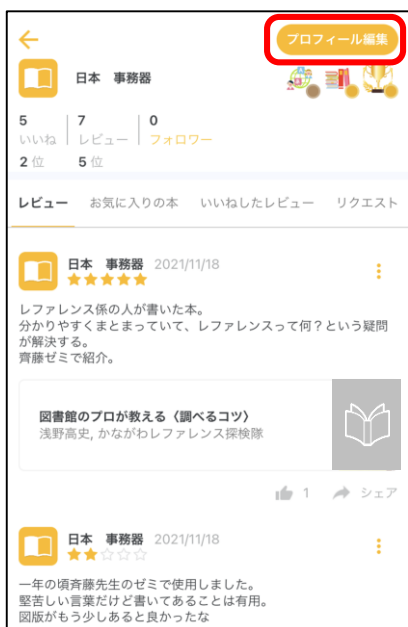 プロフィール編集
日本　事務器
5 7 0
いいね レビュー フォロワー
2 位 5 位
レビュー お気に入りの本 いいねしたレビュー リクエスト
日本　事務器 2021/11/18
レファレンス係の人が書いた本。
分かりやすくまとまっていて、レファレンスって何？という疑問
が解決する。
齊藤ゼミで紹介。
図書館のプロが教える〈調べるコツ〉
浅野高史, かながわレファレンス探検隊
1 シェア
日本　事務器 2021/11/18
一年の頃斉藤先生のゼミで使用しました。
堅苦しい言葉だけど書いてあることは有用。
図版がもう少しあると良かったな